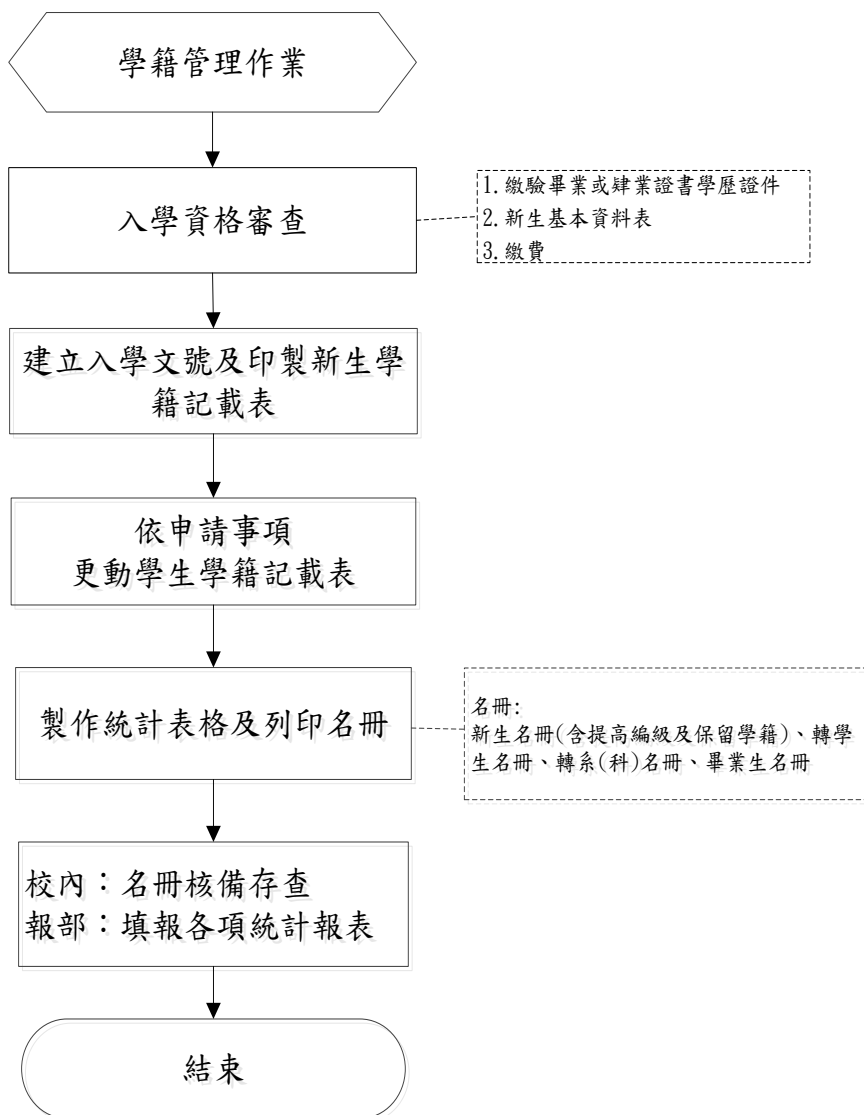 學籍管理作業
入學資格審查
1.繳驗畢業或肄業證書學歷證件
2.新生基本資料表
3.繳費
建立入學文號及印製新生學
籍記載表
依申請事項
更動學生學籍記載表
製作統計表格及列印名冊
名冊:
新生名冊(含提高編級及保留學籍)、轉學
生名冊、轉系(科)名冊、畢業生名冊
校內：名冊核備存查
報部：填報各項統計報表
結束